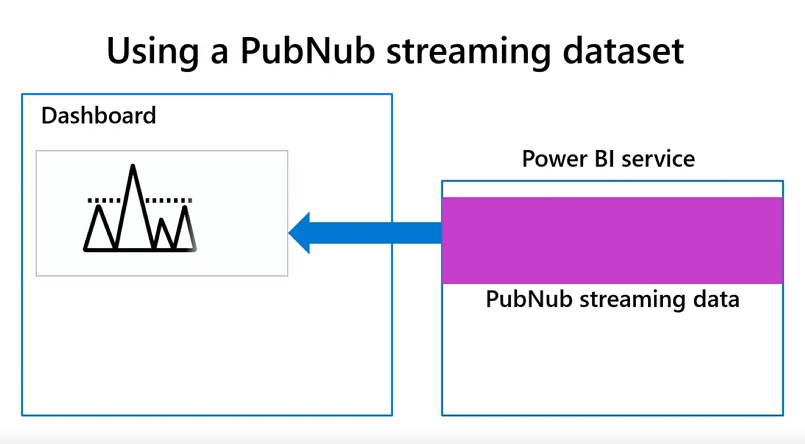 Using a PubNub streaming dataset
Dashboard
Power BI service
PubNub streaming data